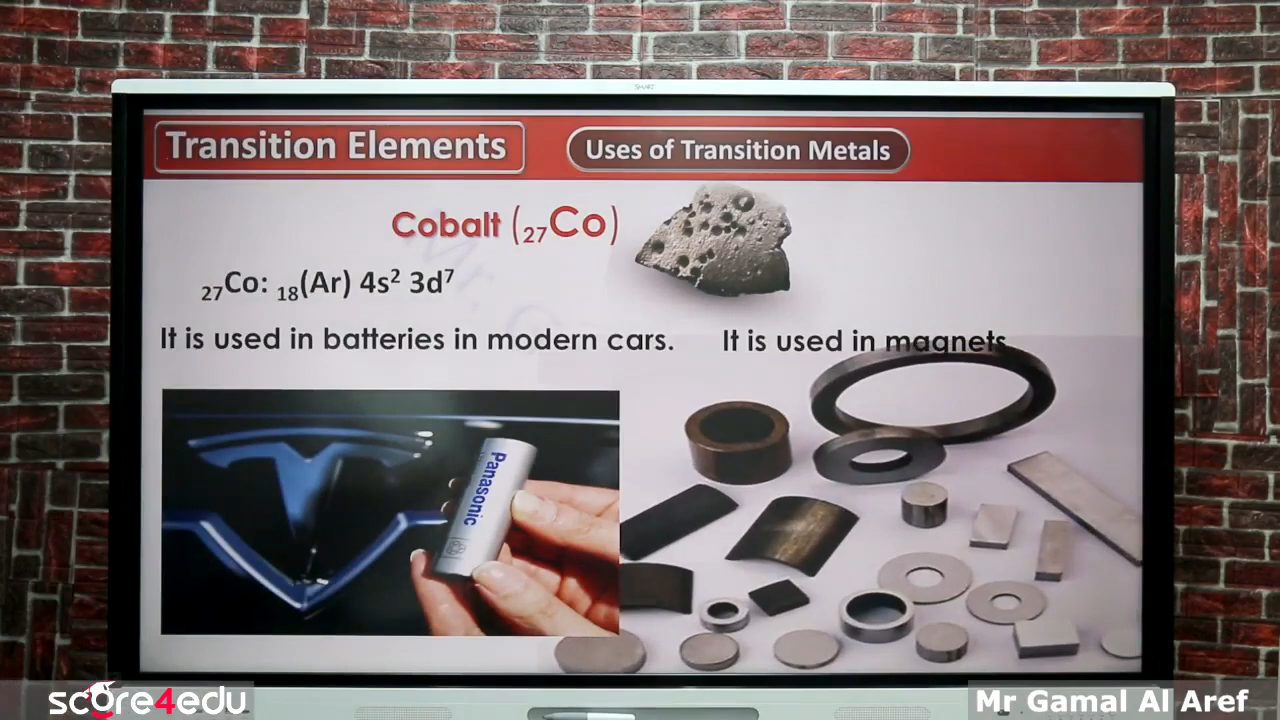 SMART
Transition Elements
Uses of Transition Metals
Cobalt (₂₇Co)
₂₇Co: ₁₈(Ar) 4s² 3d⁷
It is used in batteries in modern cars.
It is used in magnets
Panasonic
score4edu
Mr Gamal Al Aref